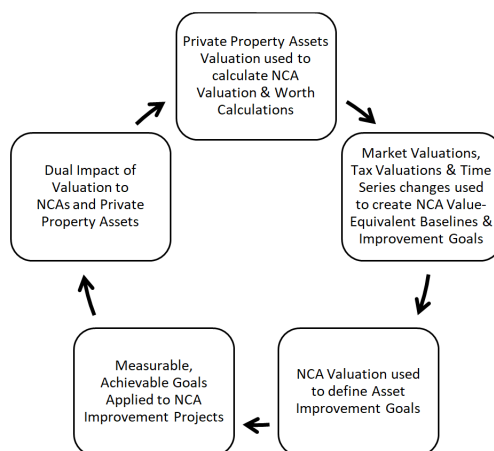 Private Property Assets
Valuation used to
calculate NCA
Valuation & Worth
Calculations
Market Valuations,
Tax Valuations & Time
Series changes used
to create NCA Value-
Equivalent Baselines &
Improvement Goals
NCA Valuation used
to define Asset
Improvement Goals
Measurable,
Achievable Goals
Applied to NCA
Improvement Projects
Dual Impact of
Valuation to
NCAs and Private
Property Assets